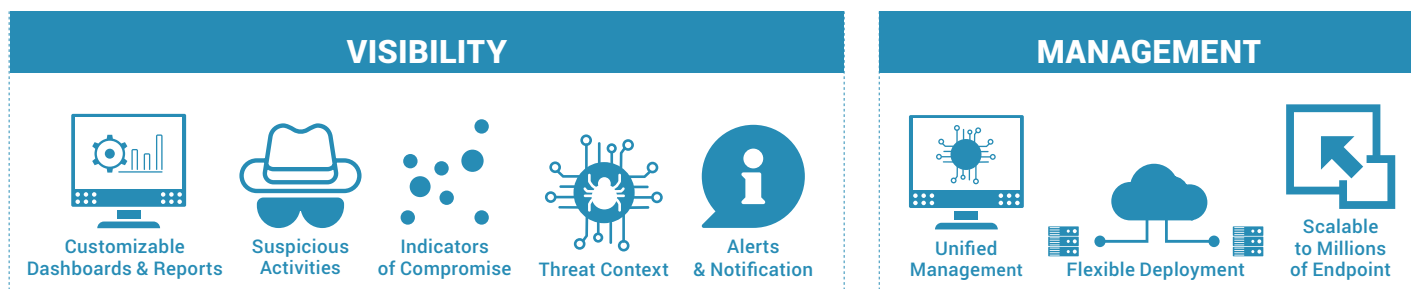 VISIBILITY
Customizable
Dashboards & Reports
Suspicious
Activities
Indicators
of Compromise
Threat Context
Alerts
& Notification
MANAGEMENT
Unified
Management
Flexible Deployment
Scalable
to Millions
of Endpoint